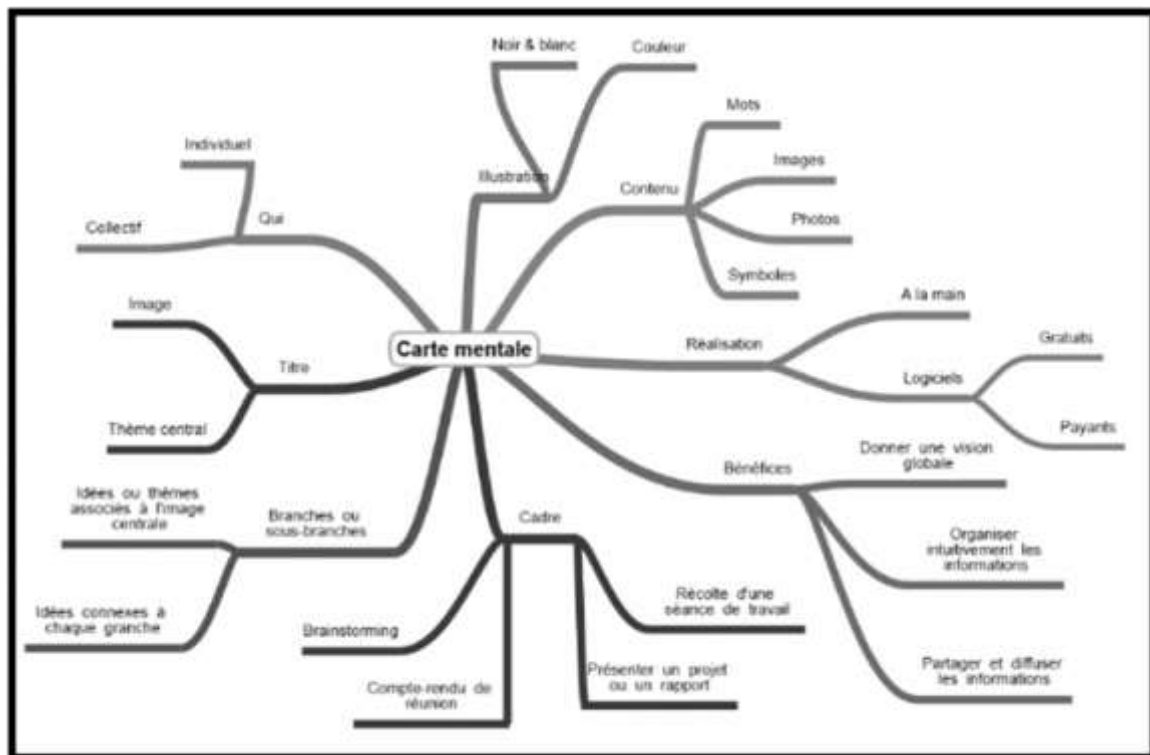 Noir & blanc
Couleur
Illustration
Mots
Images
Contenu
Photos
Symboles
Individuel
Qui
Collectif
Image
Titre
Thème central
Carte mentale
A la main
Réalisation
Gratuits
Logiciels
Payants
Donner une vision
globale
Bénéfices
Organiser
intuitivement les
informations
Partager et diffuser
les informations
Idées ou thèmes
associés à l'image
centrale
Branches ou
sous-branches
Idées connexes à
chaque granche
Cadre
Brainstorming
Compte-rendu de
réunion
Récolte d'une
séance de travail
Présenter un projet
ou un rapport